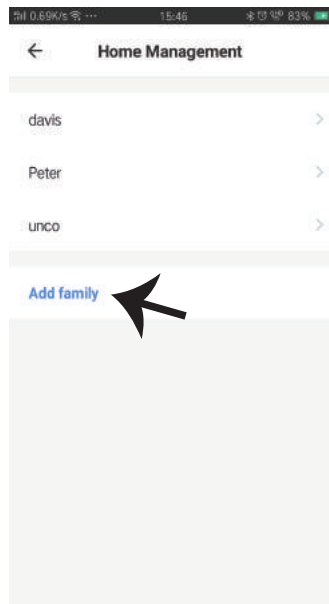 0.69K/s ... 15:46 83%
Home Management
davis
Peter
unco
Add family